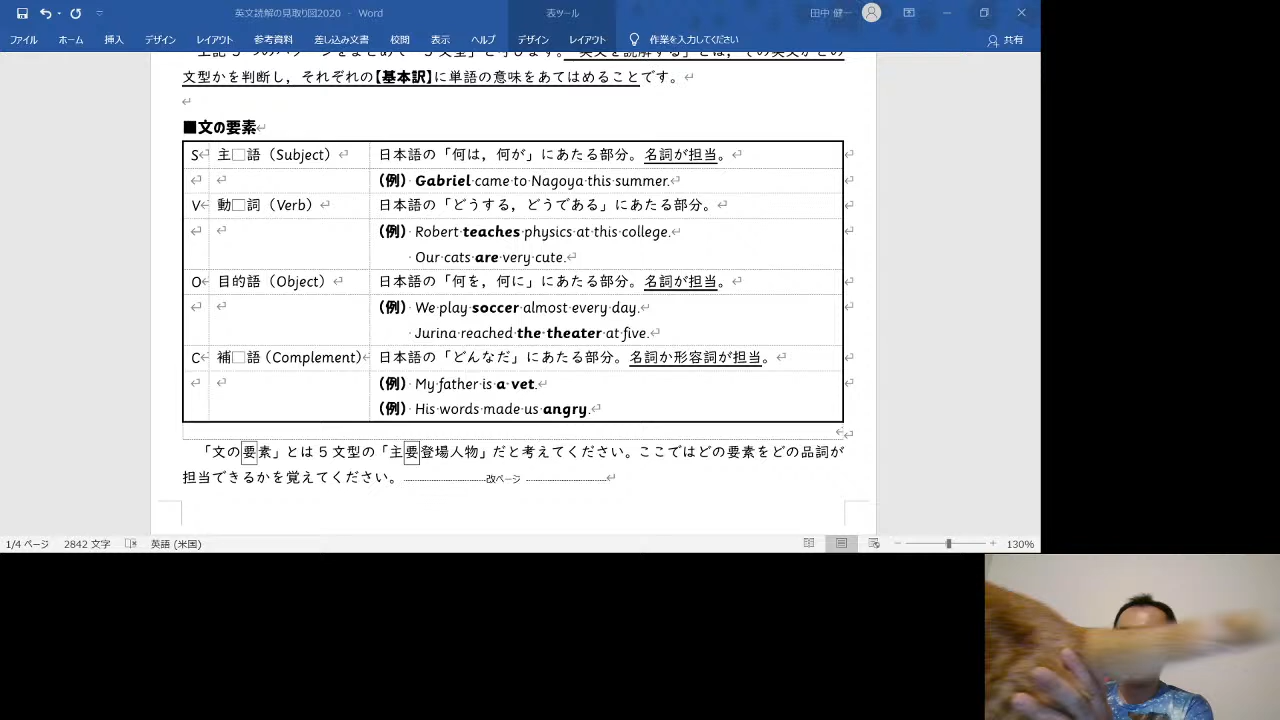 英文読解の見取り図2020 - Word 表ツール 田中 健一
ファイル ホーム 挿入 デザイン レイアウト 参考資料 差し込み文書 校閲 表示 ヘルプ デザイン レイアウト 作業を入力してください 共有
文型かを判断し，それぞれの【基本訳】に単語の意味をあてはめることです。
■文の要素
S 主□語（Subject） 日本語の「何は，何が」にあたる部分。名詞が担当。
（例） Gabriel came to Nagoya this summer.
V 動□詞（Verb） 日本語の「どうする，どうである」にあたる部分。
（例） Robert teaches physics at this college.
Our cats are very cute.
O 目的語（Object） 日本語の「何を，何に」にあたる部分。名詞が担当。
（例） We play soccer almost every day.
Jurina reached the theater at five.
C 補□語（Complement） 日本語の「どんなだ」にあたる部分。名詞か形容詞が担当。
（例） My father is a vet.
（例） His words made us angry.
「文の要素」とは 5 文型の「主要登場人物」だと考えてください。ここではどの要素をどの品詞が
担当できるかを覚えてください。 改ページ
1/4 ページ 2842 文字 英語 (米国) 130%